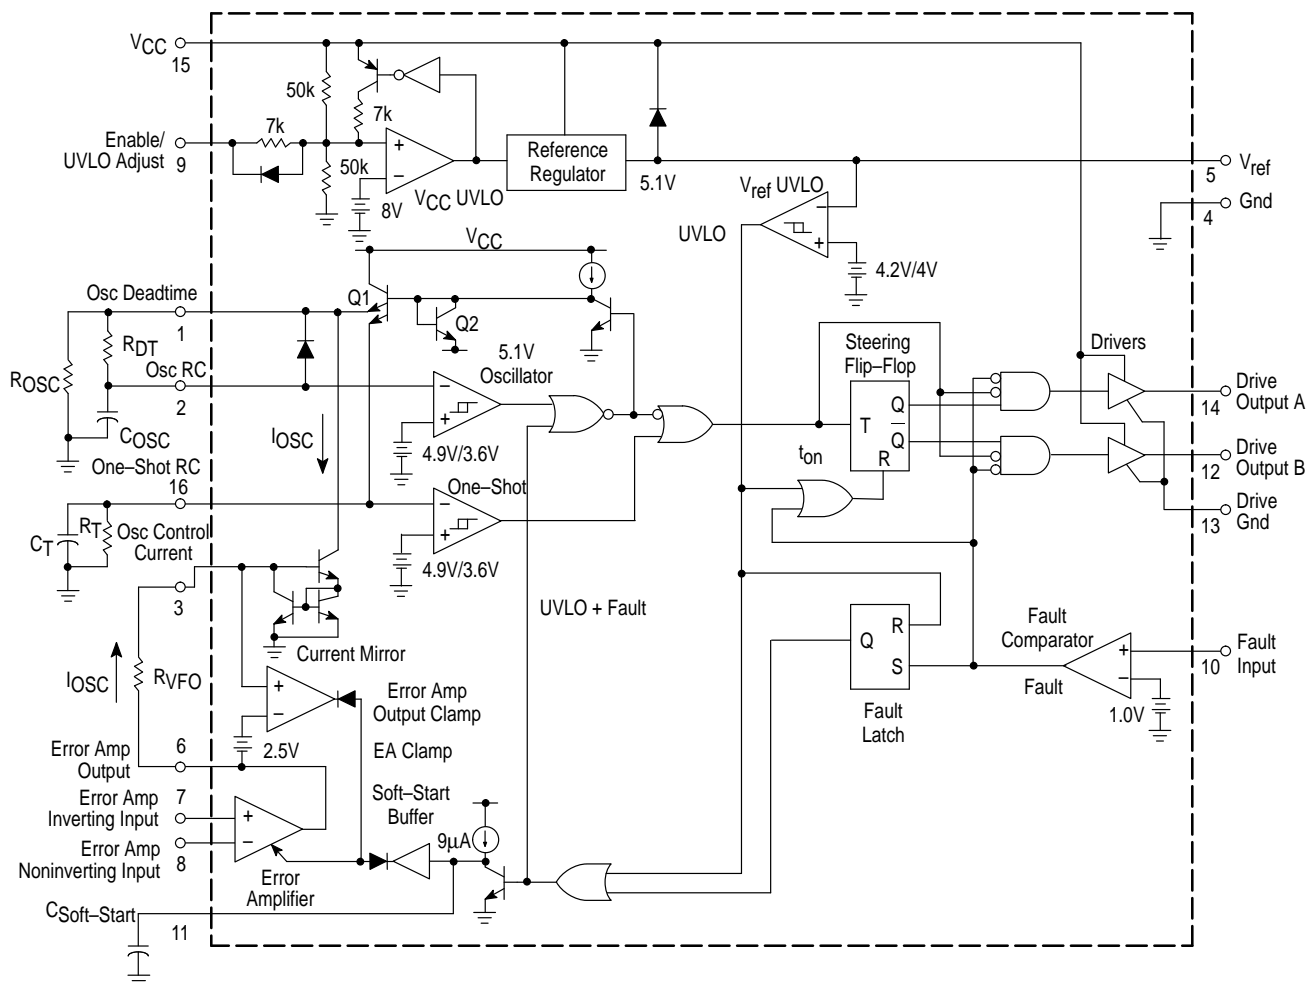 VCC
15
50k
7k
7k
Enable/
UVLO Adjust
9
50k
+
–
8V
VCC UVLO
Reference
Regulator
5.1V
Vref
5
Vref UVLO
–
+
Gnd
4
UVLO
4.2V/4V
VCC
Osc Deadtime
1
Q1
Q2
RDT
ROSC
Osc RC
2
COSC
IOSC
5.1V
Oscillator
–
+
4.9V/3.6V
Steering
Flip–Flop
T
Q
Q
R
ton
Drivers
Drive
Output A
14
Drive
Output B
12
Drive
Gnd
13
One–Shot RC
16
One–Shot
–
+
4.9V/3.6V
CT
RT
Osc Control
Current
3
Current Mirror
UVLO + Fault
Q
R
S
Fault
Latch
Fault
Comparator
Fault
+
–
1.0V
Fault
Input
10
IOSC
RVFO
+
–
2.5V
Error Amp
Output Clamp
EA Clamp
Error Amp
Output
6
Error Amp
Inverting Input
7
+
–
Error Amp
Noninverting Input
8
Error
Amplifier
Soft–Start
Buffer
9µA
CSoft–Start
11